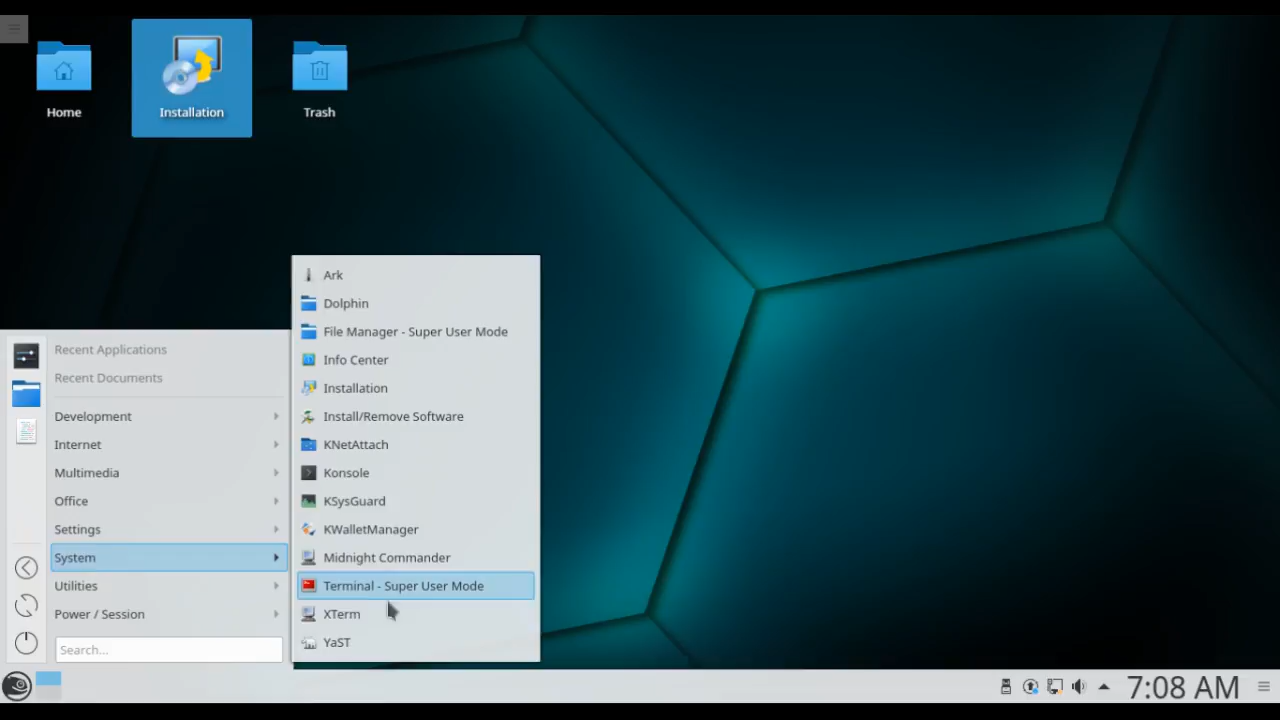 Home
Installation
Trash
Ark
Dolphin
File Manager - Super User Mode
Info Center
Installation
Install/Remove Software
KNetAttach
Konsole
KSysGuard
KWalletManager
Midnight Commander
Terminal - Super User Mode
XTerm
YaST
Recent Applications
Recent Documents
Development
Internet
Multimedia
Office
Settings
System
Utilities
Power / Session
Search...
7:08 AM